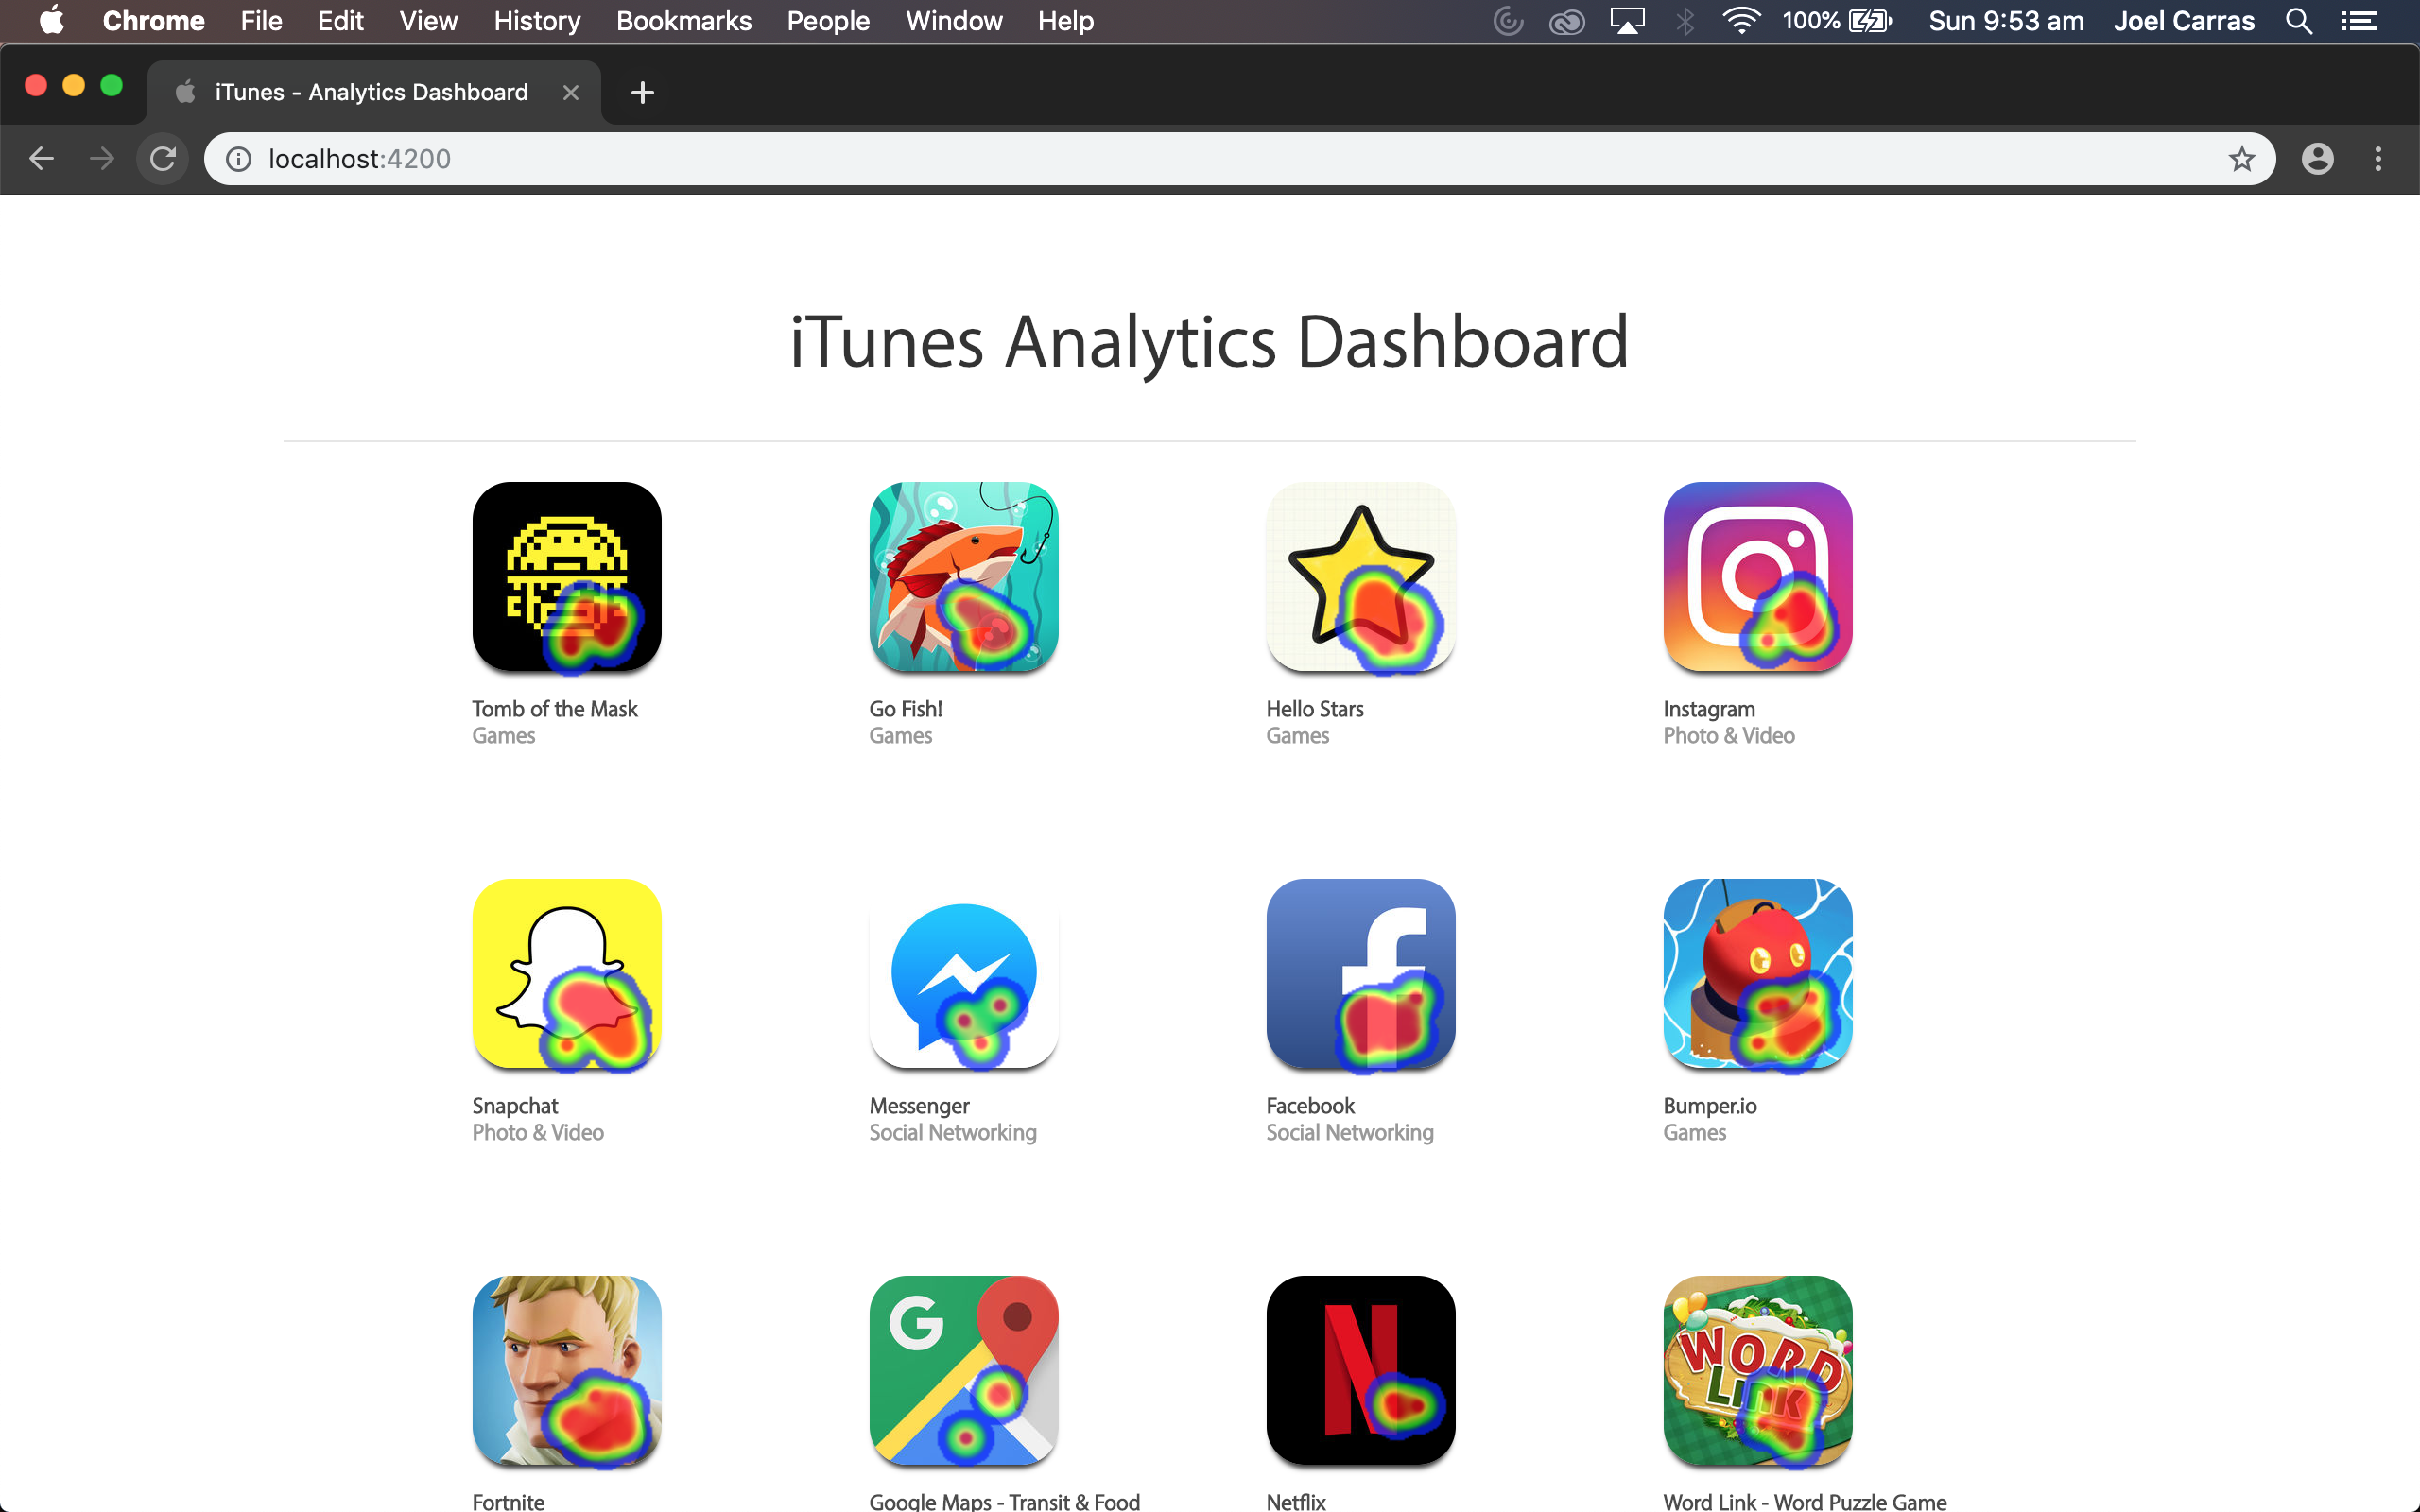 Chrome File Edit View History Bookmarks People Window Help 100% Sun 9:53 am Joel Carras
iTunes - Analytics Dashboard
localhost:4200
iTunes Analytics Dashboard
Tomb of the Mask
Games
Go Fish!
Games
Hello Stars
Games
Instagram
Photo & Video
Snapchat
Photo & Video
Messenger
Social Networking
f
Facebook
Social Networking
Bumper.io
Games
Fortnite
G
Google Maps - Transit & Food
N
Netflix
WORD
LINK
Word Link - Word Puzzle Game